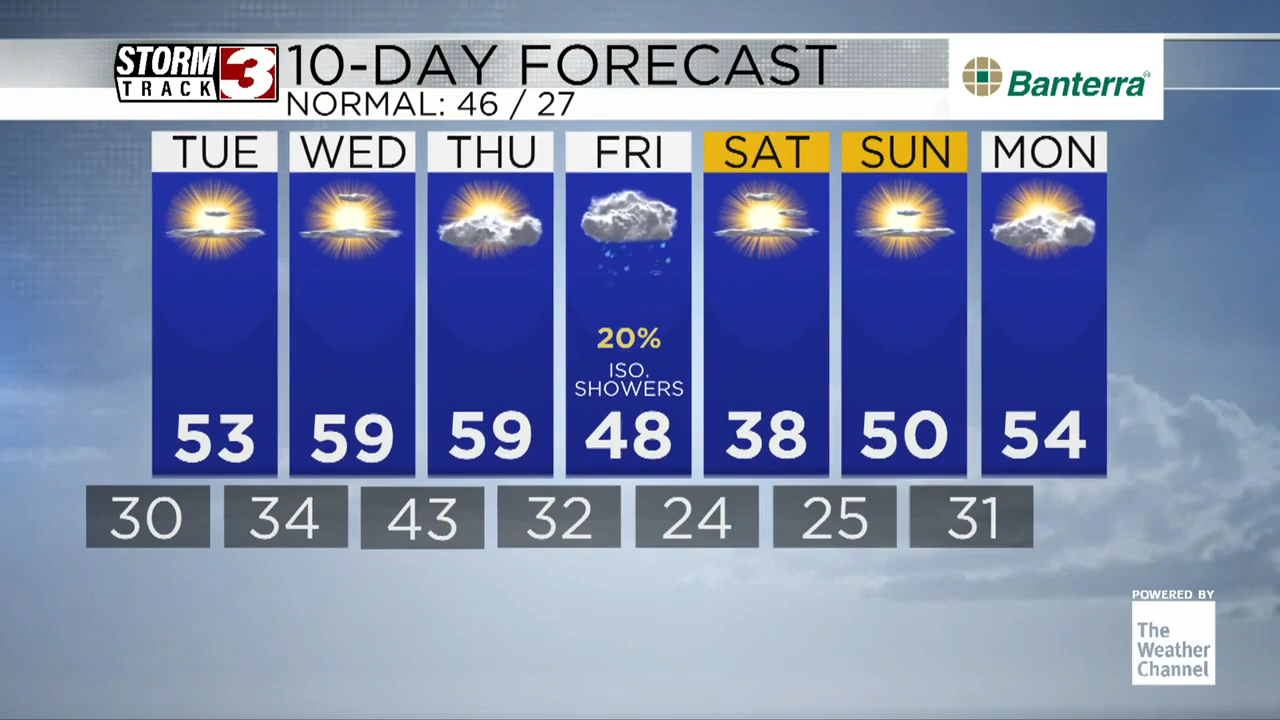 STORM TRACK 3
10-DAY FORECAST
NORMAL: 46 / 27
Banterra
TUE WED THU FRI SAT SUN MON
20%
ISO.
SHOWERS
53 59 59 48 38 50 54
30 34 43 32 24 25 31
POWERED BY
The
Weather
Channel